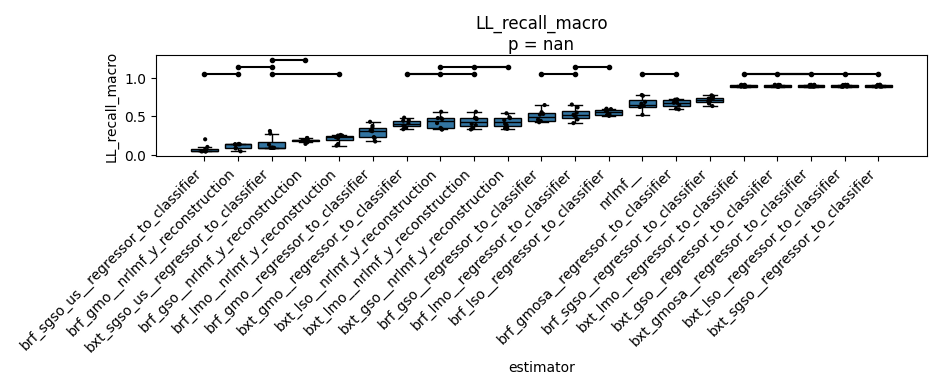 LL_recall_macro
p = nan
LL_recall_macro
1.0
0.5
0.0
brf_sgso_us__regressor_to_classifier
brf_gmo__nrlmf_y_reconstruction
bxt_sgso_us__regressor_to_classifier
brf_gso__nrlmf_y_reconstruction
brf_lmo__nrlmf_y_reconstruction
brf_gmo__regressor_to_classifier
bxt_gmo__regressor_to_classifier
bxt_lso__nrlmf_y_reconstruction
bxt_lmo__nrlmf_y_reconstruction
bxt_gso__nrlmf_y_reconstruction
brf_gso__regressor_to_classifier
brf_lmo__regressor_to_classifier
brf_lso__regressor_to_classifier
nrlmf__
brf_gmosa__regressor_to_classifier
brf_sgso__regressor_to_classifier
bxt_lmo__regressor_to_classifier
bxt_gso__regressor_to_classifier
bxt_gmosa__regressor_to_classifier
bxt_lso__regressor_to_classifier
bxt_sgso__regressor_to_classifier
estimator